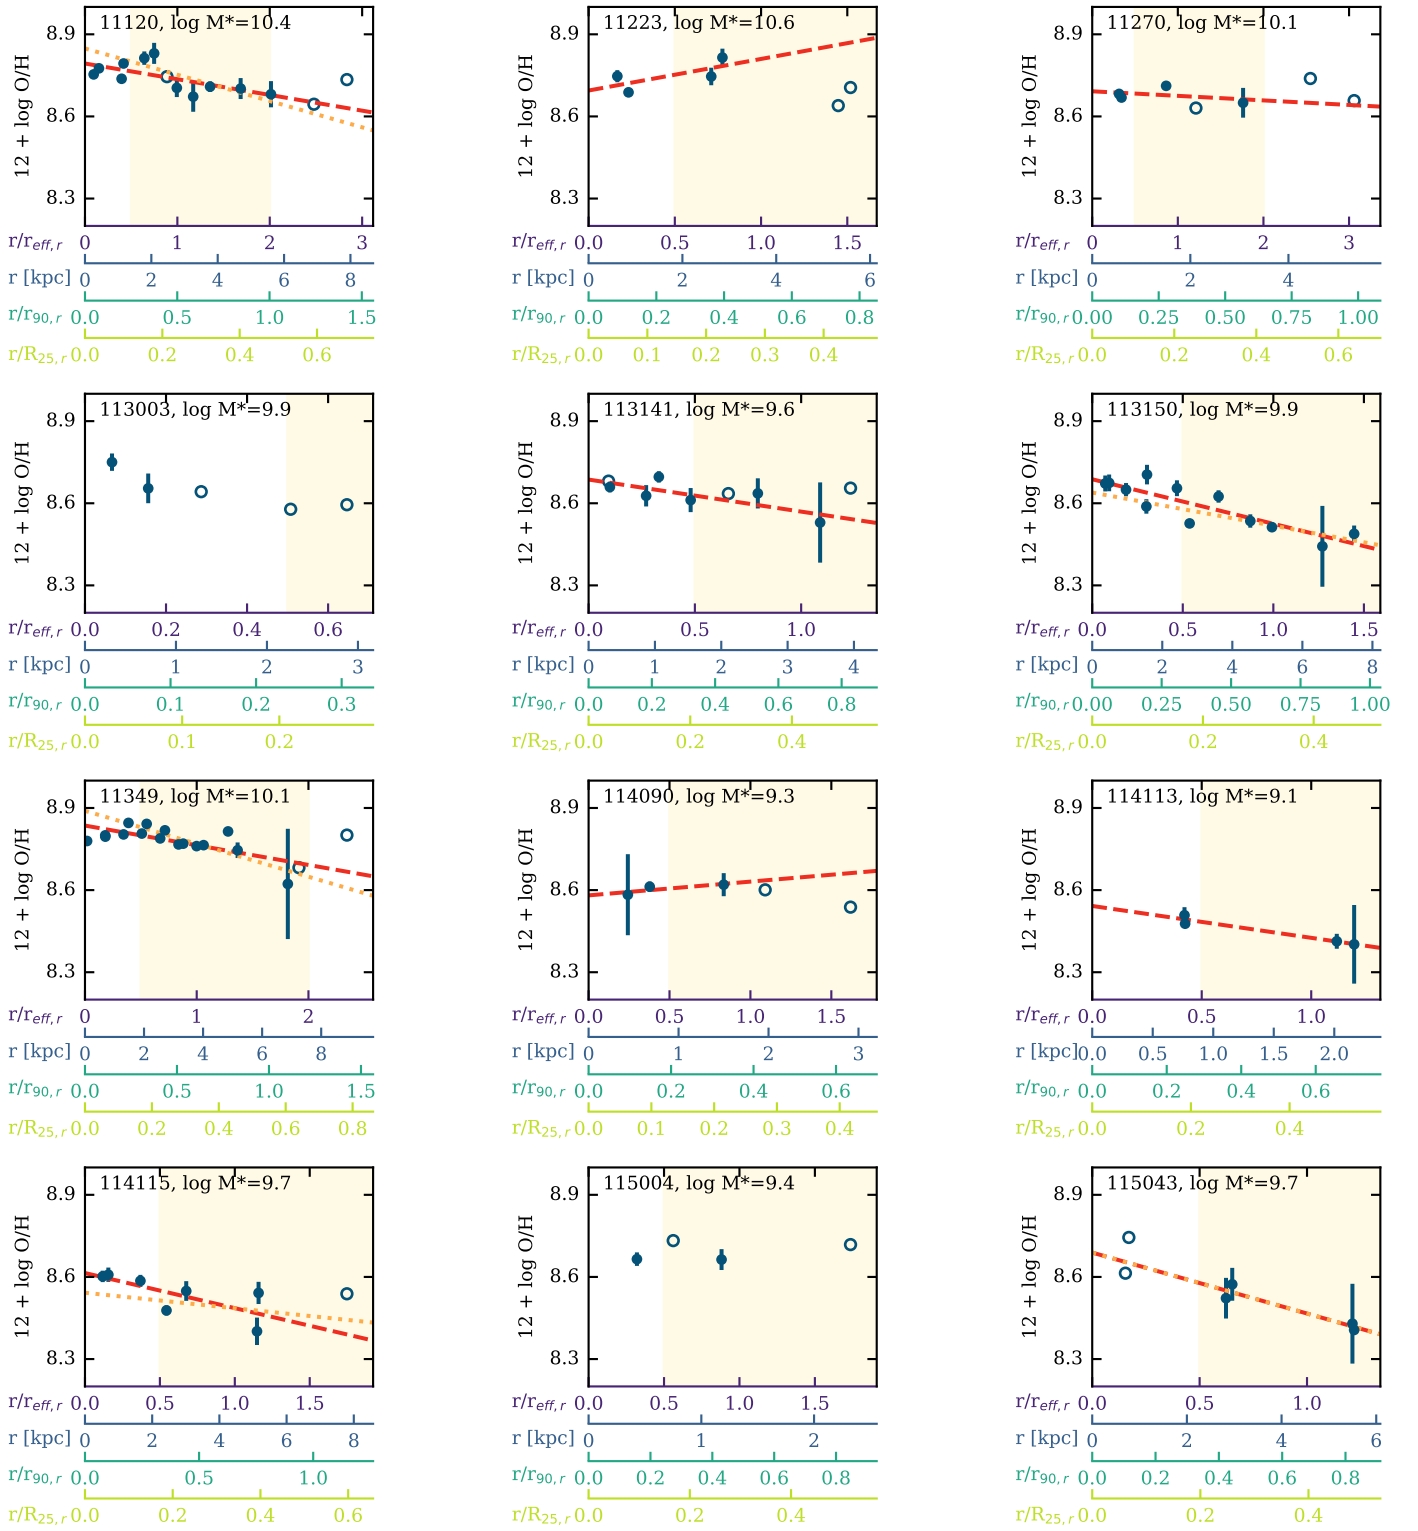 11120, log M*=10.4
12 + log O/H
8.9
8.6
8.3
r/r_eff,r 0 1 2 3
r [kpc] 0 2 4 6 8
r/r_90,r 0.0 0.5 1.0 1.5
r/R_25,r 0.0 0.2 0.4 0.6
11223, log M*=10.6
12 + log O/H
8.9
8.6
8.3
r/r_eff,r 0.0 0.5 1.0 1.5
r [kpc] 0 2 4 6
r/r_90,r 0.0 0.2 0.4 0.6 0.8
r/R_25,r 0.0 0.1 0.2 0.3 0.4
11270, log M*=10.1
12 + log O/H
8.9
8.6
8.3
r/r_eff,r 0 1 2 3
r [kpc] 0 2 4
r/r_90,r 0.00 0.25 0.50 0.75 1.00
r/R_25,r 0.0 0.2 0.4 0.6
113003, log M*=9.9
12 + log O/H
8.9
8.6
8.3
r/r_eff,r 0.0 0.2 0.4 0.6
r [kpc] 0 1 2 3
r/r_90,r 0.0 0.1 0.2 0.3
r/R_25,r 0.0 0.1 0.2
113141, log M*=9.6
12 + log O/H
8.9
8.6
8.3
r/r_eff,r 0.0 0.5 1.0
r [kpc] 0 1 2 3 4
r/r_90,r 0.0 0.2 0.4 0.6 0.8
r/R_25,r 0.0 0.2 0.4
113150, log M*=9.9
12 + log O/H
8.9
8.6
8.3
r/r_eff,r 0.0 0.5 1.0 1.5
r [kpc] 0 2 4 6 8
r/r_90,r 0.00 0.25 0.50 0.75 1.00
r/R_25,r 0.0 0.2 0.4
11349, log M*=10.1
12 + log O/H
8.9
8.6
8.3
r/r_eff,r 0 1 2
r [kpc] 0 2 4 6 8
r/r_90,r 0.0 0.5 1.0 1.5
r/R_25,r 0.0 0.2 0.4 0.6 0.8
114090, log M*=9.3
12 + log O/H
8.9
8.6
8.3
r/r_eff,r 0.0 0.5 1.0 1.5
r [kpc] 0 1 2 3
r/r_90,r 0.0 0.2 0.4 0.6
r/R_25,r 0.0 0.1 0.2 0.3 0.4
114113, log M*=9.1
12 + log O/H
8.9
8.6
8.3
r/r_eff,r 0.0 0.5 1.0
r [kpc] 0.0 0.5 1.0 1.5 2.0
r/r_90,r 0.0 0.2 0.4 0.6
r/R_25,r 0.0 0.2 0.4
114115, log M*=9.7
12 + log O/H
8.9
8.6
8.3
r/r_eff,r 0.0 0.5 1.0 1.5
r [kpc] 0 2 4 6 8
r/r_90,r 0.0 0.5 1.0
r/R_25,r 0.0 0.2 0.4 0.6
115004, log M*=9.4
12 + log O/H
8.9
8.6
8.3
r/r_eff,r 0.0 0.5 1.0 1.5
r [kpc] 0 1 2
r/r_90,r 0.0 0.2 0.4 0.6 0.8
r/R_25,r 0.0 0.2 0.4
115043, log M*=9.7
12 + log O/H
8.9
8.6
8.3
r/r_eff,r 0.0 0.5 1.0
r [kpc] 0 2 4 6
r/r_90,r 0.0 0.2 0.4 0.6 0.8
r/R_25,r 0.0 0.2 0.4